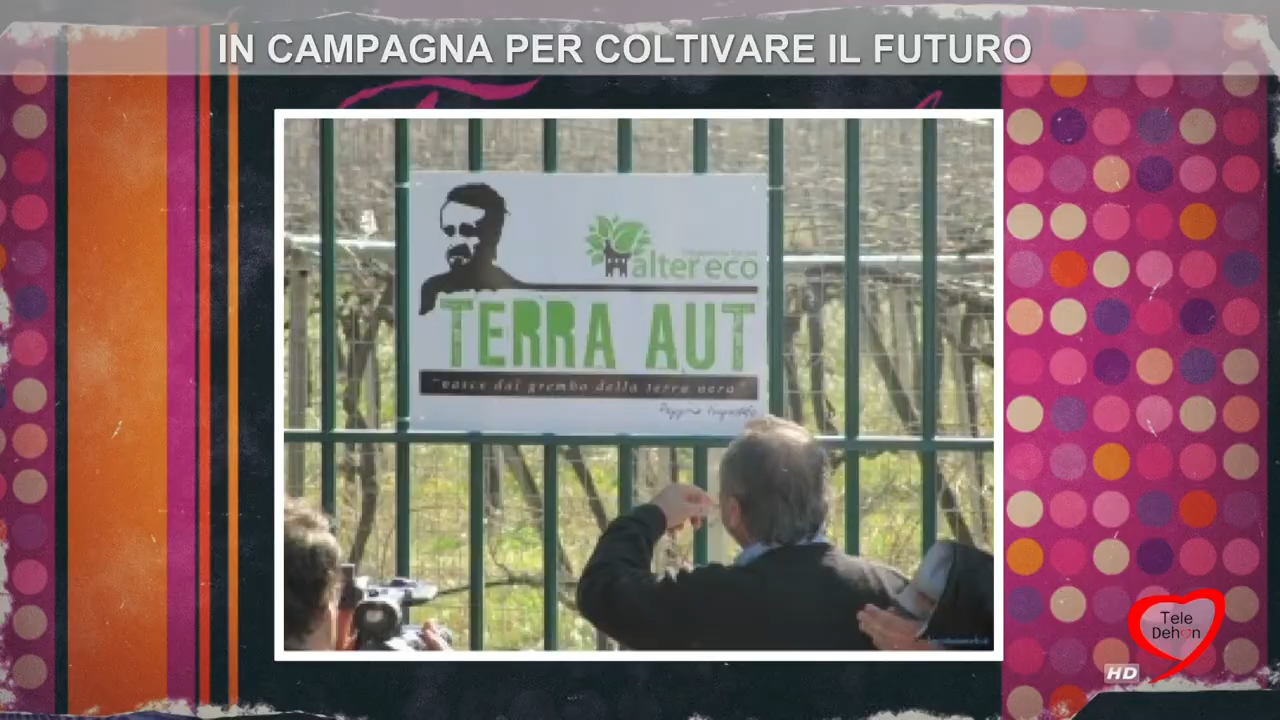 IN CAMPAGNA PER COLTIVARE IL FUTURO
alter eco
TERRA AUT
"nasce dal grembo della terra nera"
Tele
Dehon
HD